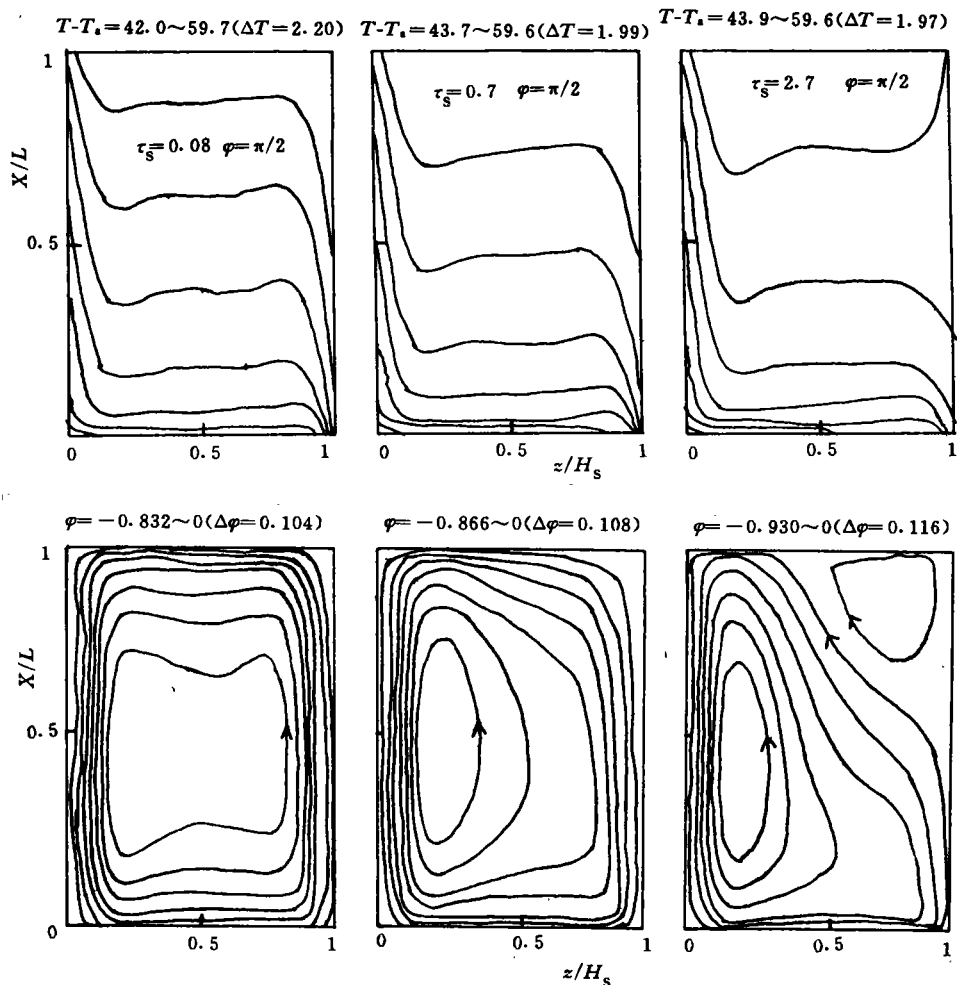 T-Tₐ=42.0~59.7(ΔT=2.20)
T-Tₐ=43.7~59.6(ΔT=1.99)
T-Tₐ=43.9~59.6(ΔT=1.97)
X/L
1
0.5
τₛ=0.08 φ=π/2
τₛ=0.7 φ=π/2
τₛ=2.7 φ=π/2
0 0.5 1
0 0.5 1
0 0.5 1
z/Hₛ
φ=-0.832~0(Δφ=0.104)
φ=-0.866~0(Δφ=0.108)
φ=-0.930~0(Δφ=0.116)
X/L
1
0.5
0
0 0.5 1
0 0.5 1
0.5 1
z/Hₛ